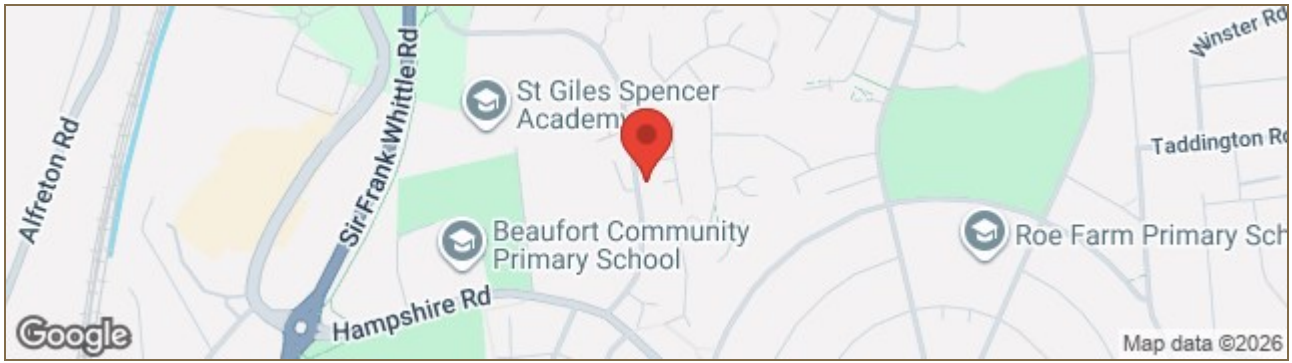 Winster Rd
St Giles Spencer
Academy
Alfreton Rd
Sir Frank Whittle Rd
Taddington Rd
Beaufort Community
Primary School
Roe Farm Primary Sch
Hampshire Rd
Google
Map data ©2026